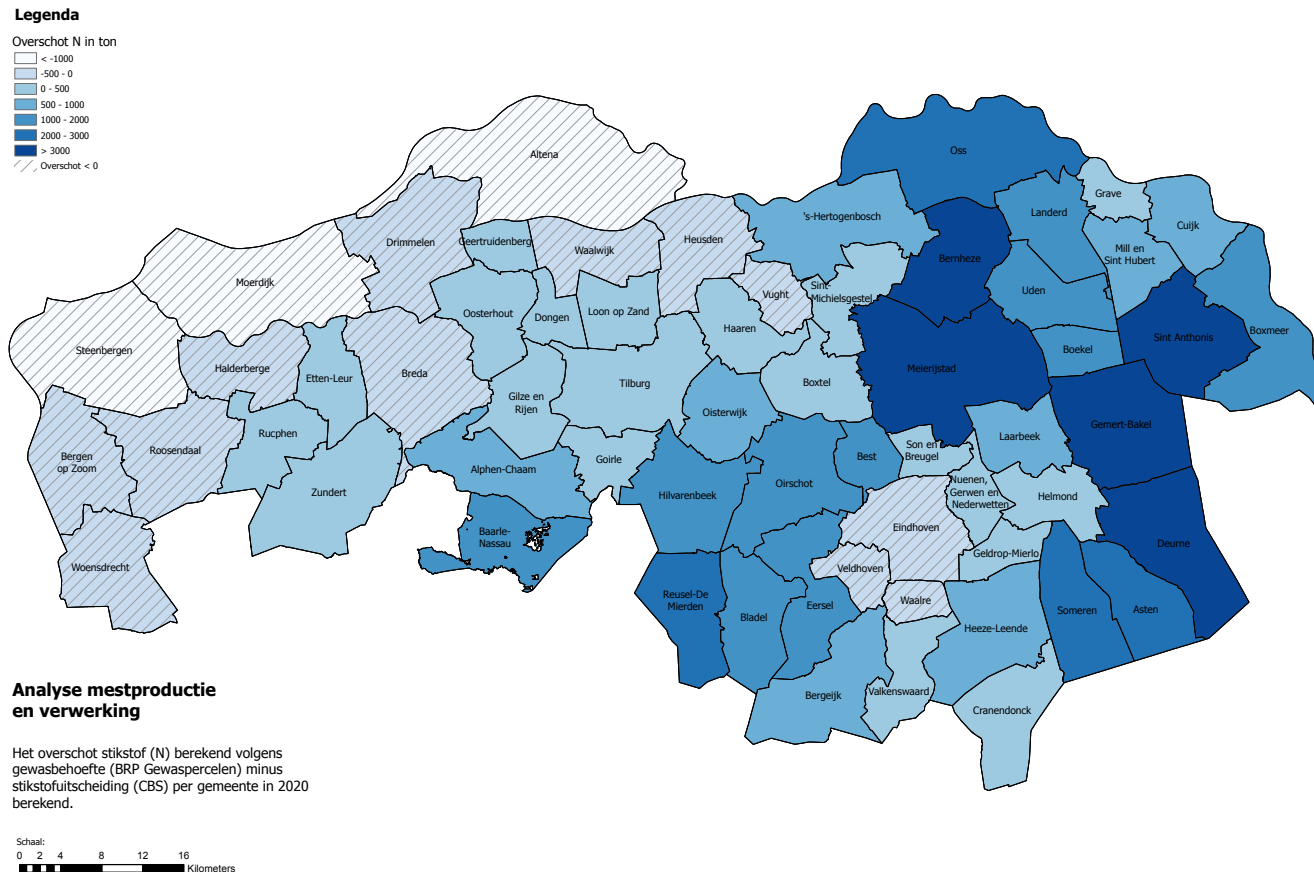 Legenda
Overschot N in ton
< -1000
-500 - 0
0 - 500
500 - 1000
1000 - 2000
2000 - 3000
> 3000
Overschot < 0
Altena
Oss
Grave
's-Hertogenbosch
Landerd
Cuijk
Drimmelen
Geertruidenberg
Waalwijk
Heusden
Mill en
Sint Hubert
Bernheze
Moerdijk
Vught
Sint-
Michielsgestel
Uden
Oosterhout
Dongen
Loon op Zand
Haaren
Boxmeer
Sint Anthonis
Steenbergen
Boekel
Halderberge
Breda
Meierijstad
Etten-Leur
Tilburg
Boxtel
Gilze en
Rijen
Oisterwijk
Gemert-Bakel
Rucphen
Laarbeek
Son en
Breugel
Roosendaal
Bergen
op Zoom
Best
Goirle
Alphen-Chaam
Nuenen,
Gerwen en
Nederwetten
Zundert
Hilvarenbeek
Oirschot
Helmond
Eindhoven
Baarle-
Nassau
Deurne
Geldrop-Mierlo
Woensdrecht
Veldhoven
Reusel-De
Mierden
Waalre
Eersel
Someren
Asten
Bladel
Heeze-Leende
Bergeijk
Valkenswaard
Cranendonck
Analyse mestproductie
en verwerking
Het overschot stikstof (N) berekend volgens
gewasbehoefte (BRP Gewaspercelen) minus
stikstofuitscheiding (CBS) per gemeente in 2020
berekend.
Schaal:
0 2 4 8 12 16
Kilometers